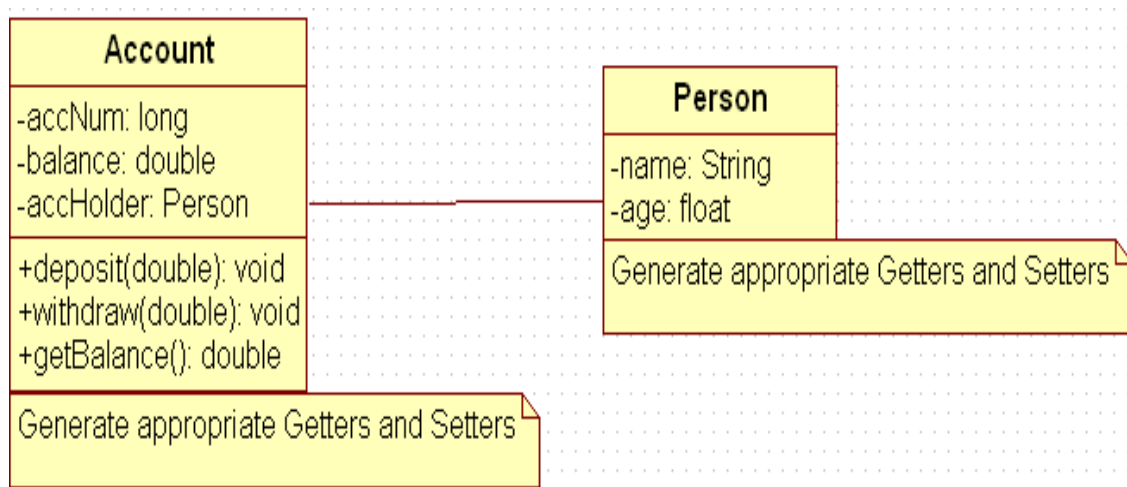 Account
-accNum: long
-balance: double
-accHolder: Person
+deposit(double): void
+withdraw(double): void
+getBalance(): double
Generate appropriate Getters and Setters
Person
-name: String
-age: float
Generate appropriate Getters and Setters